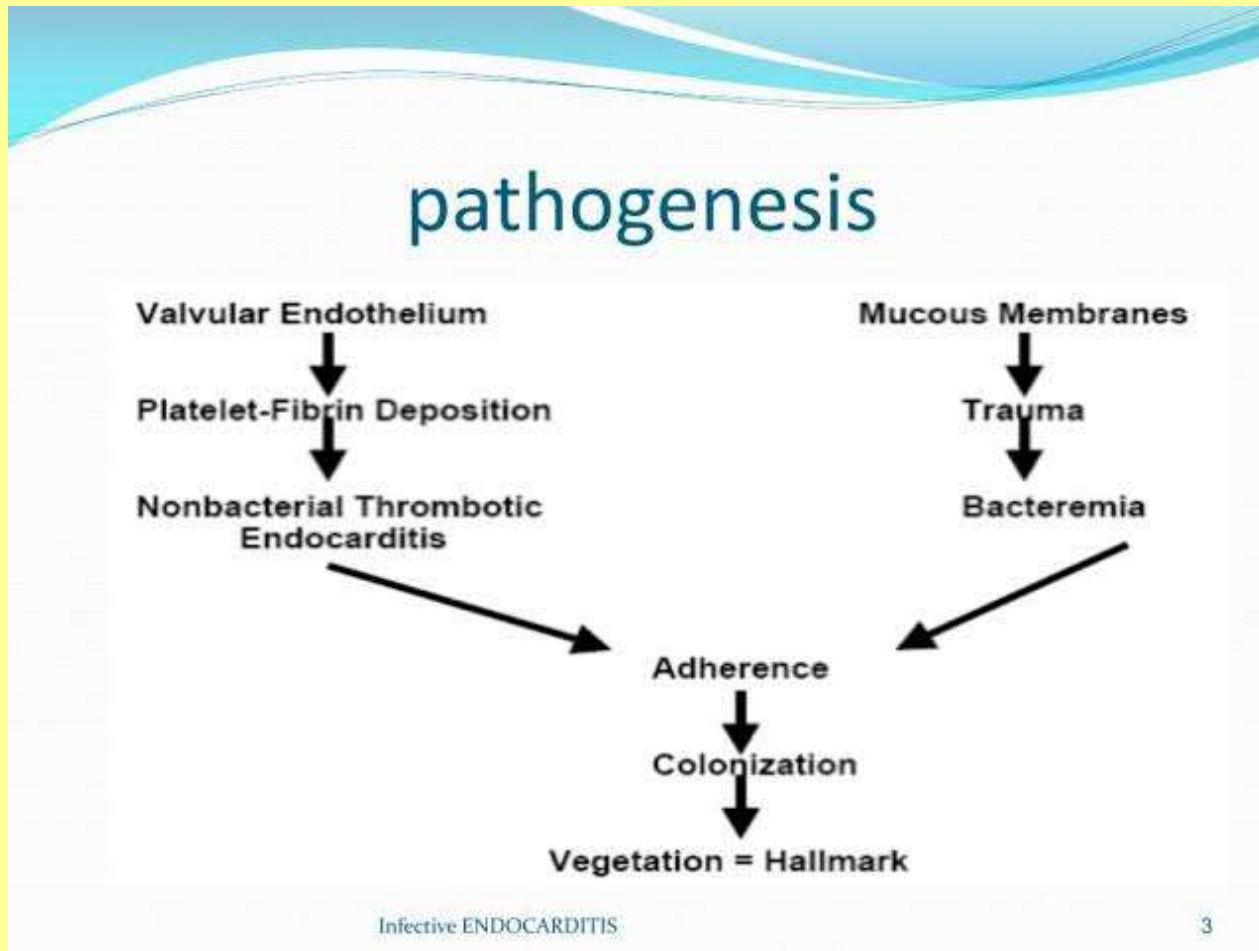 pathogenesis
Valvular Endothelium
Platelet-Fibrin Deposition
Nonbacterial Thrombotic
Endocarditis
Mucous Membranes
Trauma
Bacteremia
Adherence
Colonization
Vegetation = Hallmark
Infective ENDOCARDITIS
3